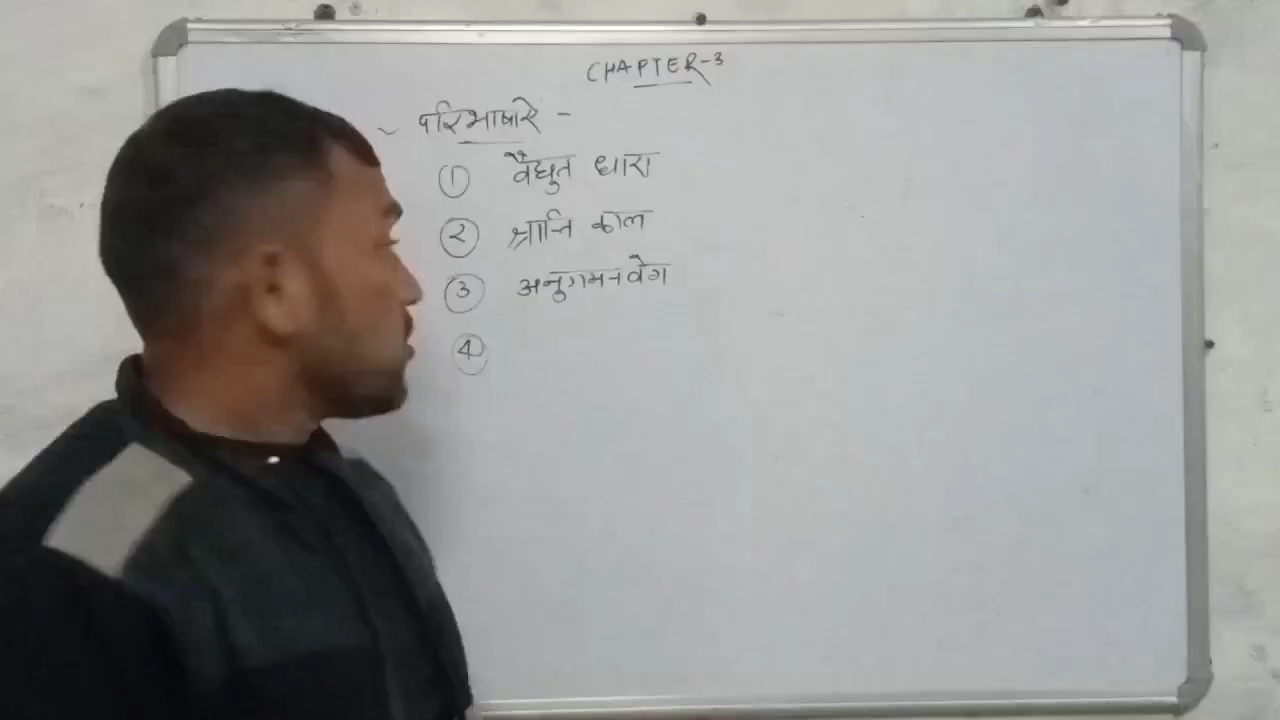 CHAPTER-3
~ परिभाषाऐं -
① वैद्युत धारा
② श्रान्ति काल
③ अनुगमन वेग
④